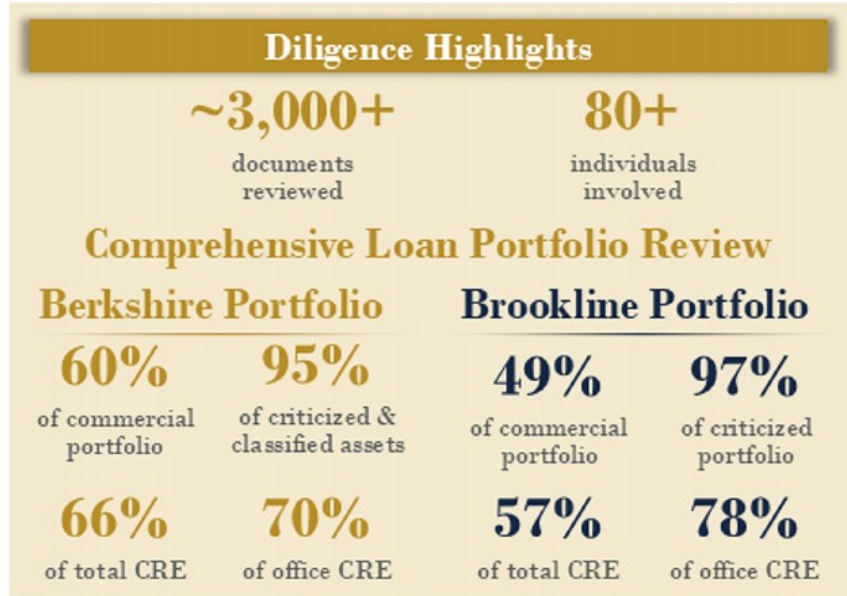 Diligence Highlights
~3,000+
documents
reviewed
80+
individuals
involved
Comprehensive Loan Portfolio Review
Berkshire Portfolio
60%
of commercial
portfolio
95%
of criticized &
classified assets
66%
of total CRE
70%
of office CRE
Brookline Portfolio
49%
of commercial
portfolio
97%
of criticized
portfolio
57%
of total CRE
78%
of office CRE